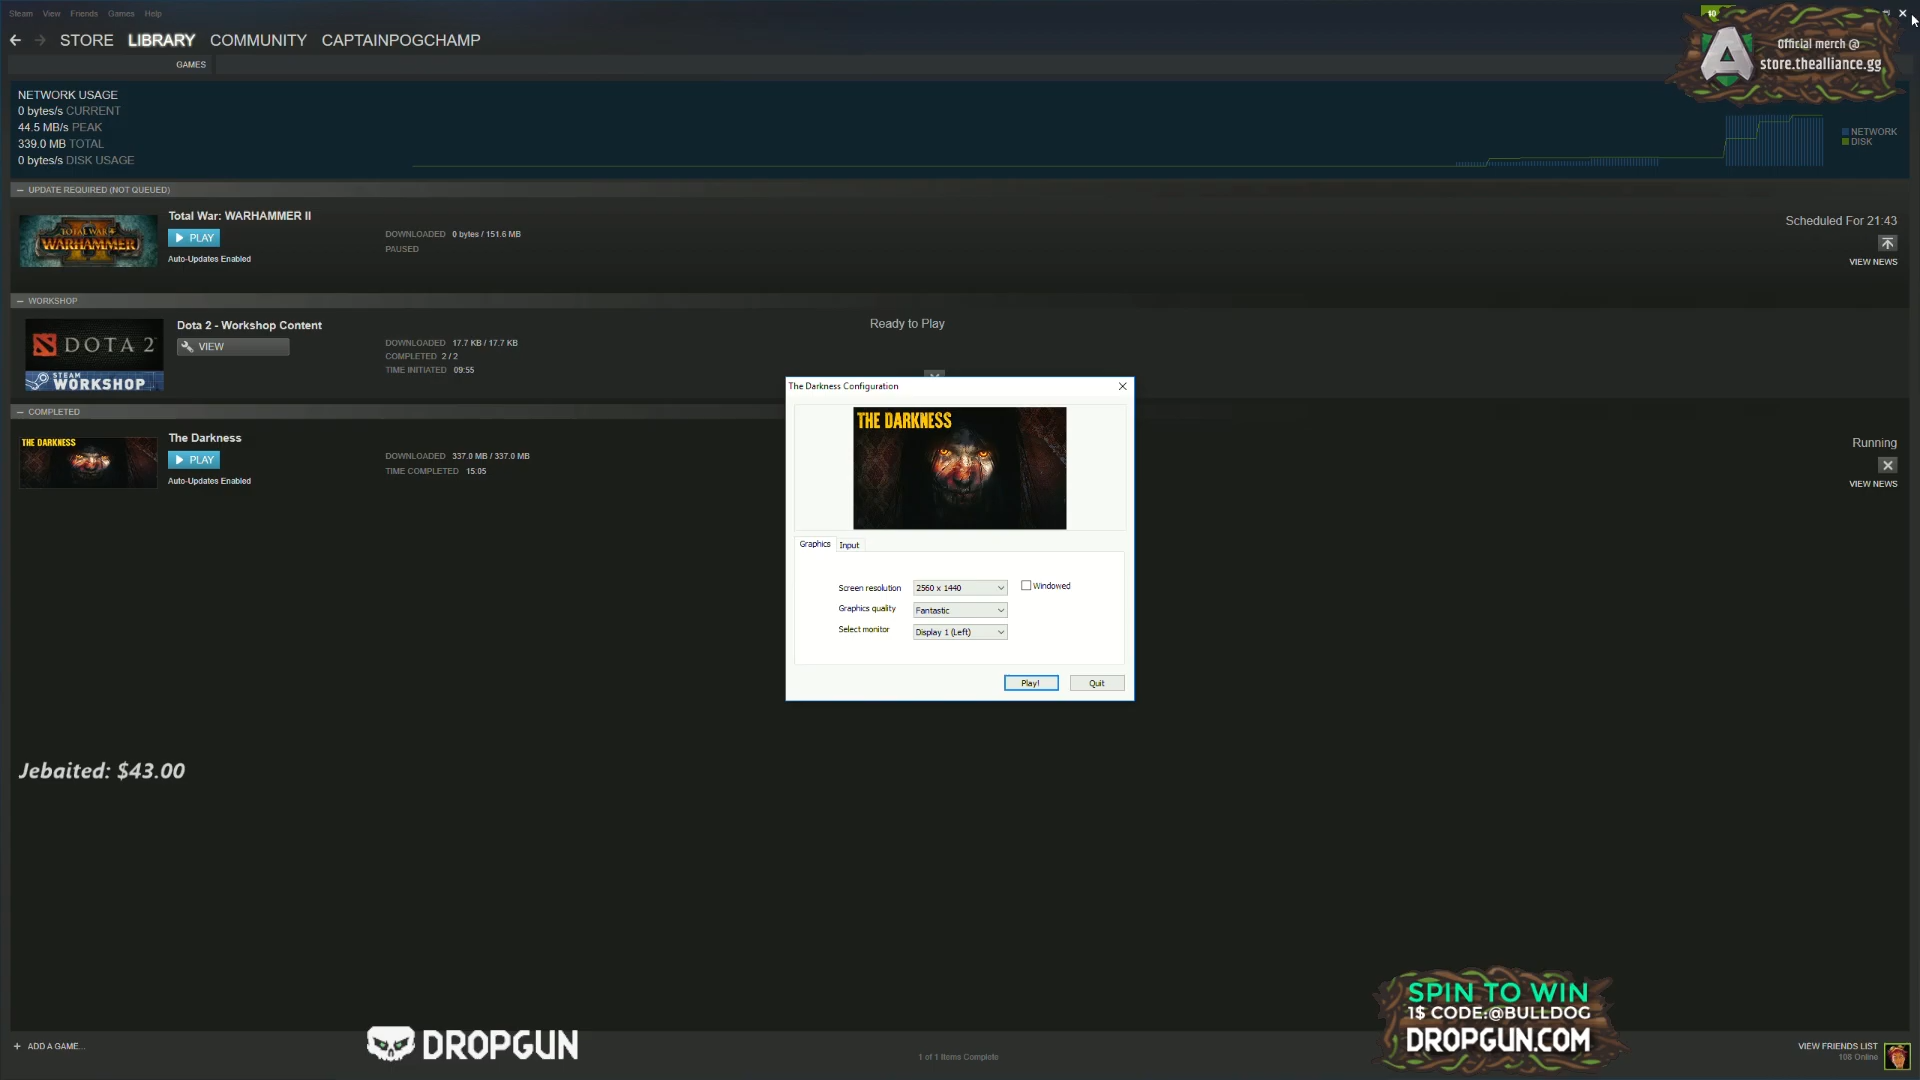 Steam View Friends Games Help
10
STORE LIBRARY COMMUNITY CAPTAINPOGCHAMP
Official merch @
store.thealliance.gg
GAMES
NETWORK USAGE
0 bytes/s CURRENT
44.5 MB/s PEAK
339.0 MB TOTAL
0 bytes/s DISK USAGE
NETWORK
DISK
UPDATE REQUIRED (NOT QUEUED)
TOTAL WAR
WARHAMMER
Total War: WARHAMMER II
PLAY
Auto-Updates Enabled
DOWNLOADED 0 bytes / 151.6 MB
PAUSED
Scheduled For 21:43
VIEW NEWS
WORKSHOP
DOTA 2
STEAM
WORKSHOP
Dota 2 - Workshop Content
VIEW
DOWNLOADED 17.7 KB / 17.7 KB
COMPLETED 2 / 2
TIME INITIATED 09:55
Ready to Play
COMPLETED
THE DARKNESS
The Darkness
PLAY
Auto-Updates Enabled
DOWNLOADED 337.0 MB / 337.0 MB
TIME COMPLETED 15:05
Running
VIEW NEWS
The Darkness Configuration
THE DARKNESS
Graphics Input
Screen resolution 2560 x 1440 Windowed
Graphics quality Fantastic
Select monitor Display 1 (Left)
Play! Quit
Jebaited: $43.00
SPIN TO WIN
1$ CODE:@BULLDOG
DROPGUN.COM
DROPGUN
+ ADD A GAME...
1 of 1 Items Complete
VIEW FRIENDS LIST
108 Online